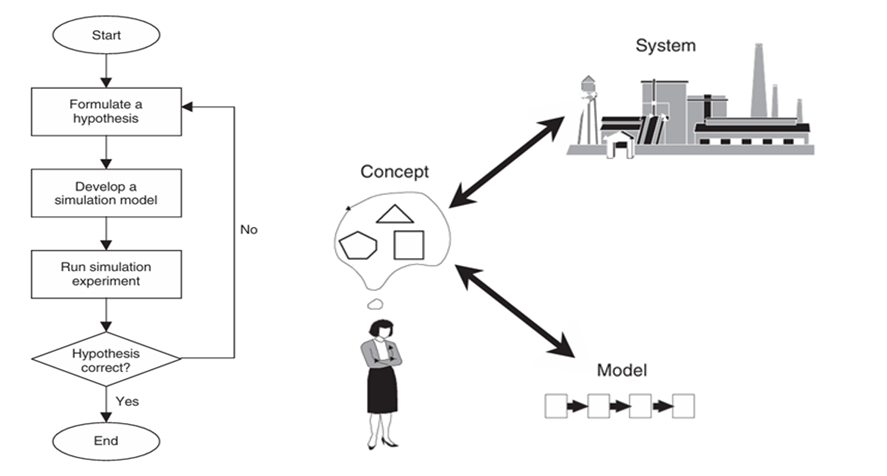 Start
Formulate a
hypothesis
Develop a
simulation model
Run simulation
experiment
Hypothesis
correct?
No
Yes
End
System
Concept
Model